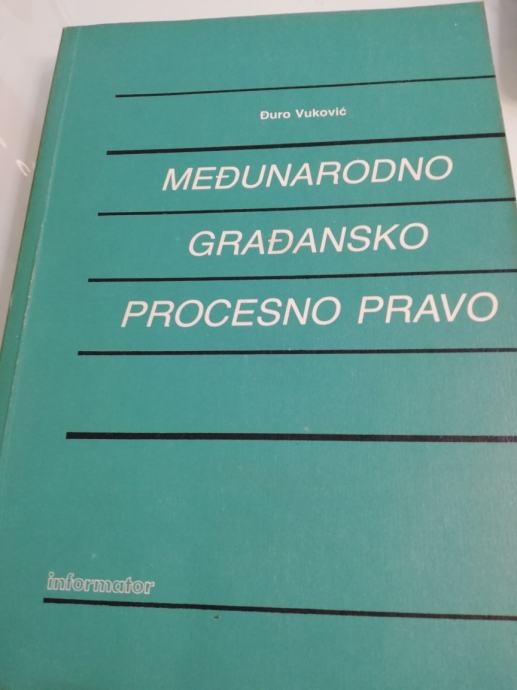 Đuro Vuković
MEĐUNARODNO
GRAĐANSKO
PROCESNO PRAVO
informator